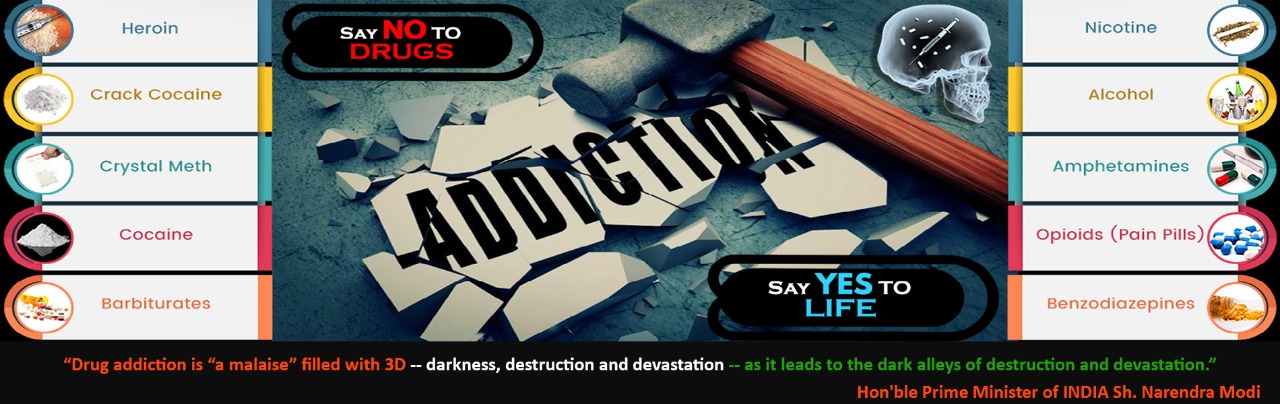 Heroin
Crack Cocaine
Crystal Meth
Cocaine
Barbiturates
SAY NO TO
DRUGS
ADDICTION
SAY YES TO
LIFE
Nicotine
Alcohol
Amphetamines
Opioids (Pain Pills)
Benzodiazepines
“Drug addiction is “a malaise” filled with 3D -- darkness, destruction and devastation -- as it leads to the dark alleys of destruction and devastation.”
Hon'ble Prime Minister of INDIA Sh. Narendra Modi